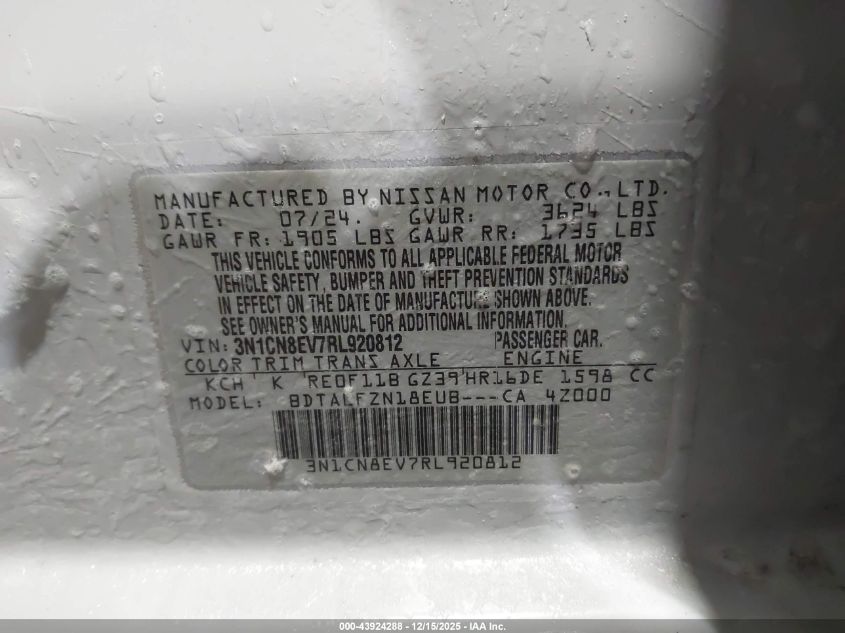 MANUFACTURED BY NISSAN MOTOR CO., LTD.
DATE: 07/24. GVWR: 3624 LBS
GAWR FR: 1905 LBS GAWR RR: 1735 LBS
THIS VEHICLE CONFORMS TO ALL APPLICABLE FEDERAL MOTOR
VEHICLE SAFETY, BUMPER AND THEFT PREVENTION STANDARDS
IN EFFECT ON THE DATE OF MANUFACTURE SHOWN ABOVE.
SEE OWNER'S MANUAL FOR ADDITIONAL INFORMATION.
VIN: 3N1CN8EV7RL920812 PASSENGER CAR.
COLOR TRIM TRANS AXLE ENGINE
KCH K RE0F11B GZ39 HR16DE 1598 CC
MODEL: BDTALFZN18EUB---CA 4Z000
3N1CN8EV7RL920812
000-43924288 - 12/15/2025 - IAA Inc.